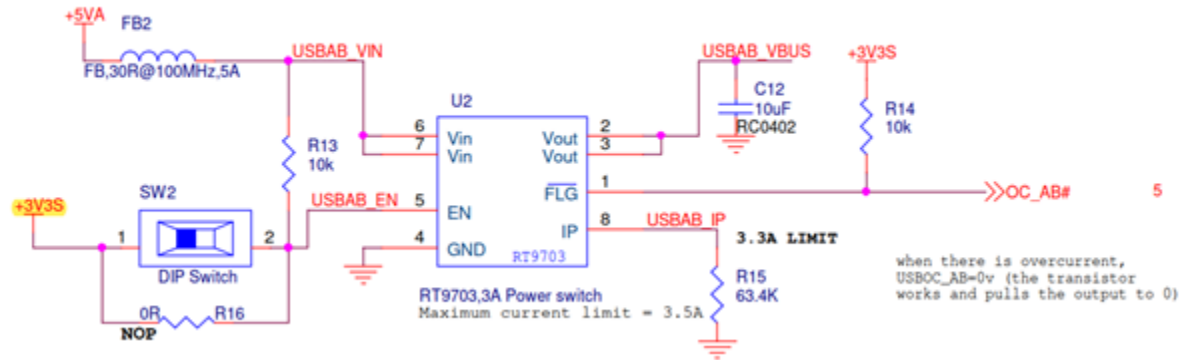 +5VA
FB2
FB,30R@100MHz,5A
USBAB_VIN
USBAB_VBUS
+3V3S
C12
10uF
RC0402
R14
10k
U2
R13
10k
6 Vin
7 Vin
Vout 2
Vout 3
FLG 1
OC_AB#
5
SW2
+3V3S
1
2
DIP Switch
USBAB_EN
5 EN
4 GND
IP 8
USBAB_IP
RT9703
3.3A LIMIT
R15
63.4K
0R
R16
NOP
RT9703,3A Power switch
Maximum current limit = 3.5A
when there is overcurrent,
USBOC_AB=0v (the transistor
works and pulls the output to 0)